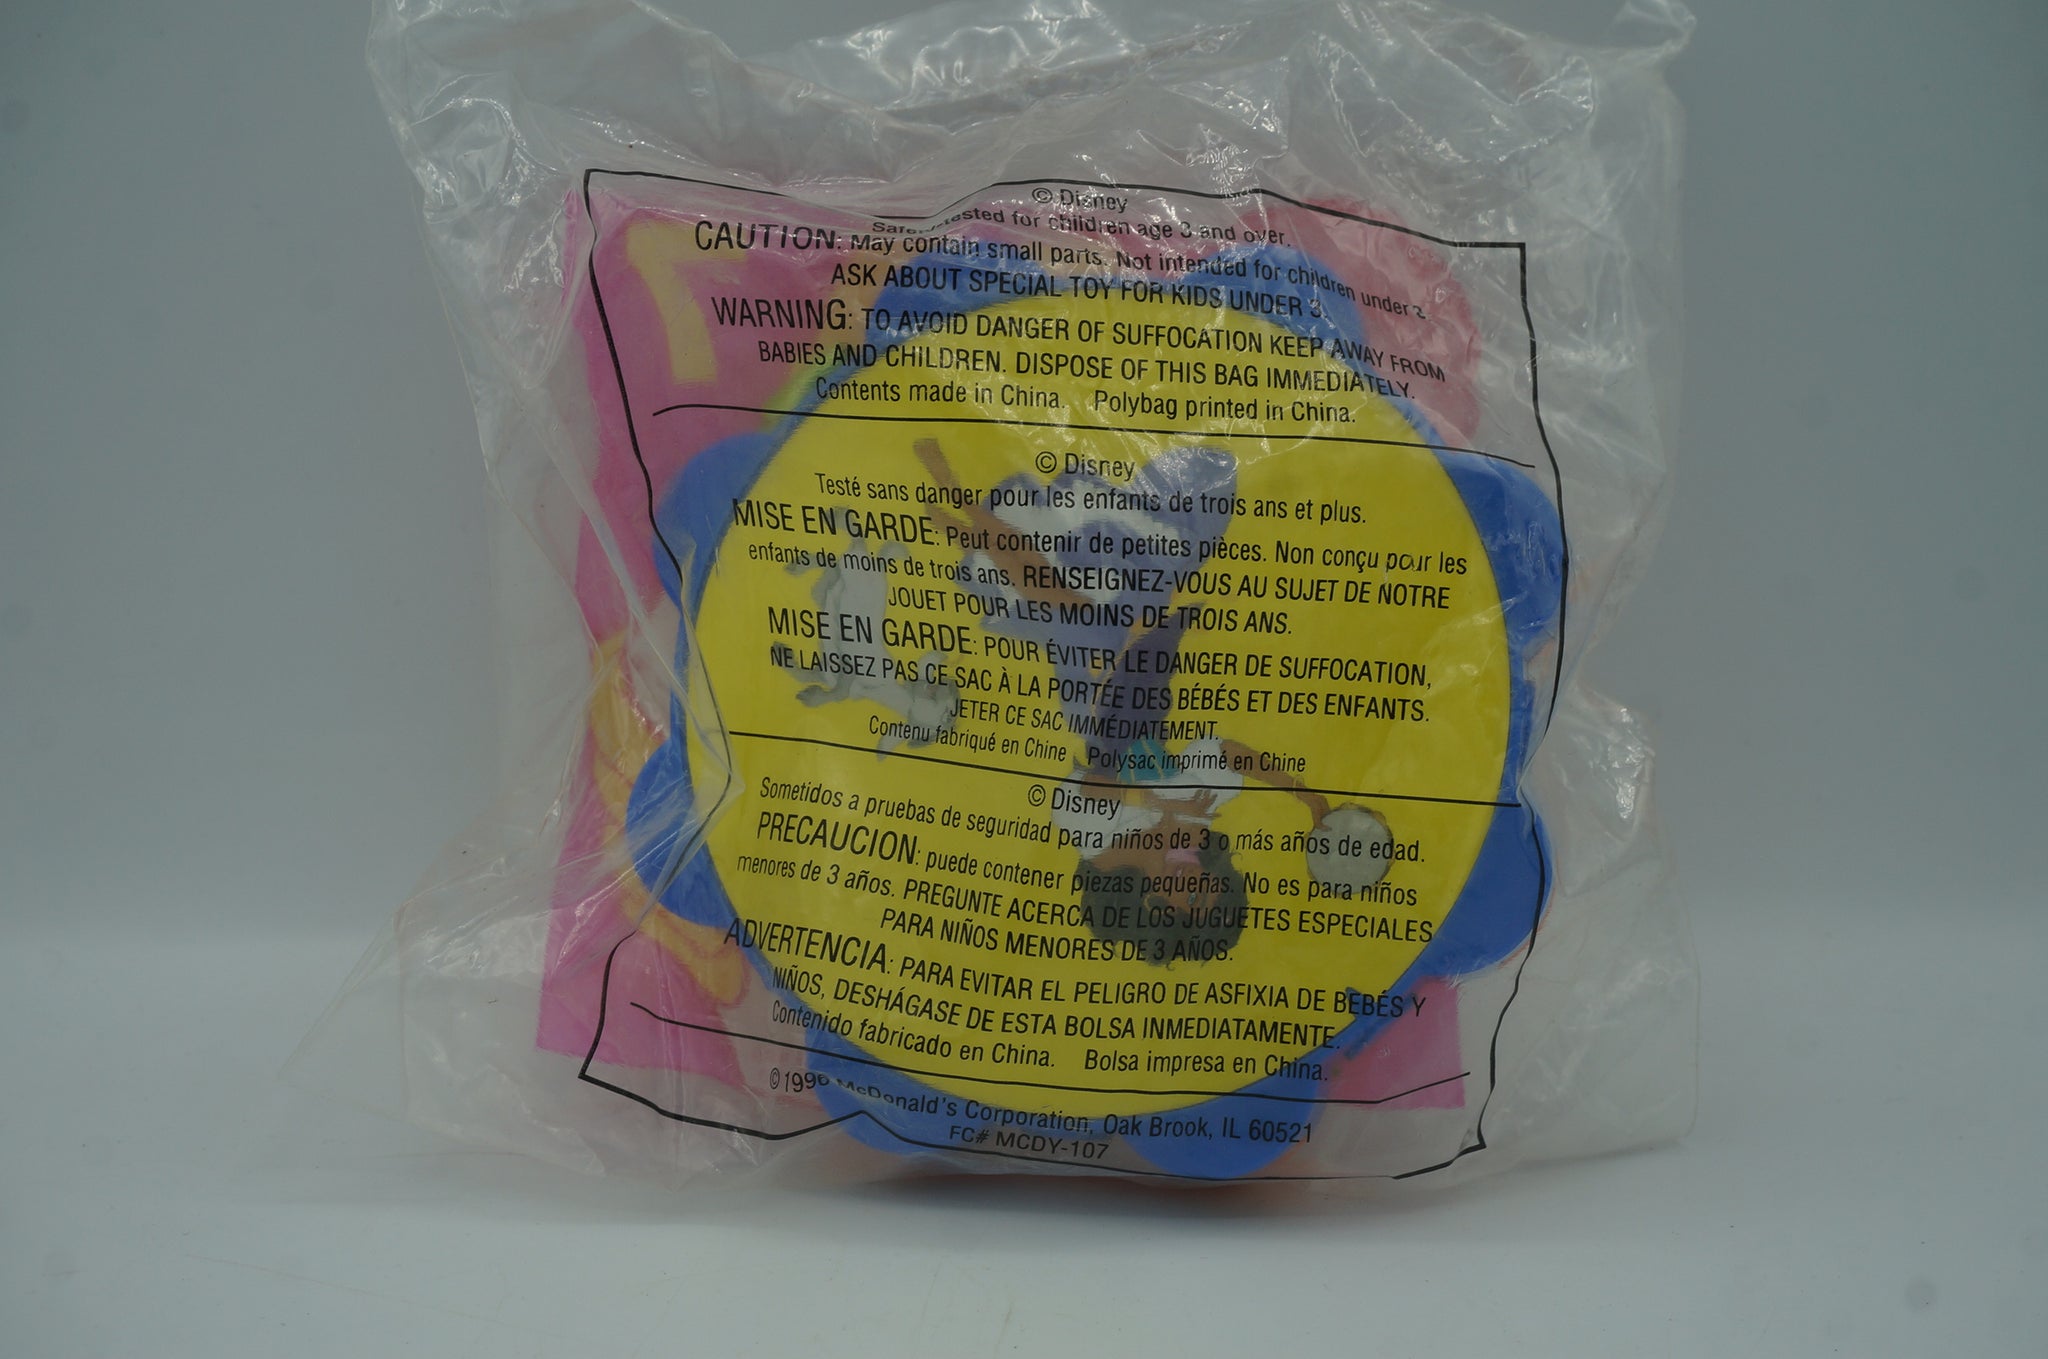 © Disney
Safety tested for children age 3 and over.
CAUTION: May contain small parts. Not intended for children under 3.
ASK ABOUT SPECIAL TOY FOR KIDS UNDER 3.
WARNING: TO AVOID DANGER OF SUFFOCATION KEEP AWAY FROM
BABIES AND CHILDREN. DISPOSE OF THIS BAG IMMEDIATELY.
Contents made in China. Polybag printed in China.
© Disney
Testé sans danger pour les enfants de trois ans et plus.
MISE EN GARDE: Peut contenir de petites pièces. Non conçu pour les
enfants de moins de trois ans. RENSEIGNEZ-VOUS AU SUJET DE NOTRE
JOUET POUR LES MOINS DE TROIS ANS.
MISE EN GARDE: POUR ÉVITER LE DANGER DE SUFFOCATION,
NE LAISSEZ PAS CE SAC À LA PORTÉE DES BÉBÉS ET DES ENFANTS.
JETER CE SAC IMMÉDIATEMENT.
Contenu fabriqué en Chine Polysac imprimé en Chine
© Disney
Sometídos a pruebas de seguridad para niños de 3 o más años de edad.
PRECAUCION: puede contener piezas pequeñas. No es para niños
menores de 3 años. PREGUNTE ACERCA DE LOS JUGUETES ESPECIALES
PARA NIÑOS MENORES DE 3 AÑOS.
ADVERTENCIA: PARA EVITAR EL PELIGRO DE ASFIXIA DE BEBÉS Y
NIÑOS, DESHÁGASE DE ESTA BOLSA INMEDIATAMENTE.
Contenido fabricado en China. Bolsa impresa en China.
©1996 McDonald's Corporation, Oak Brook, IL 60521
FC# MCDY-107
7